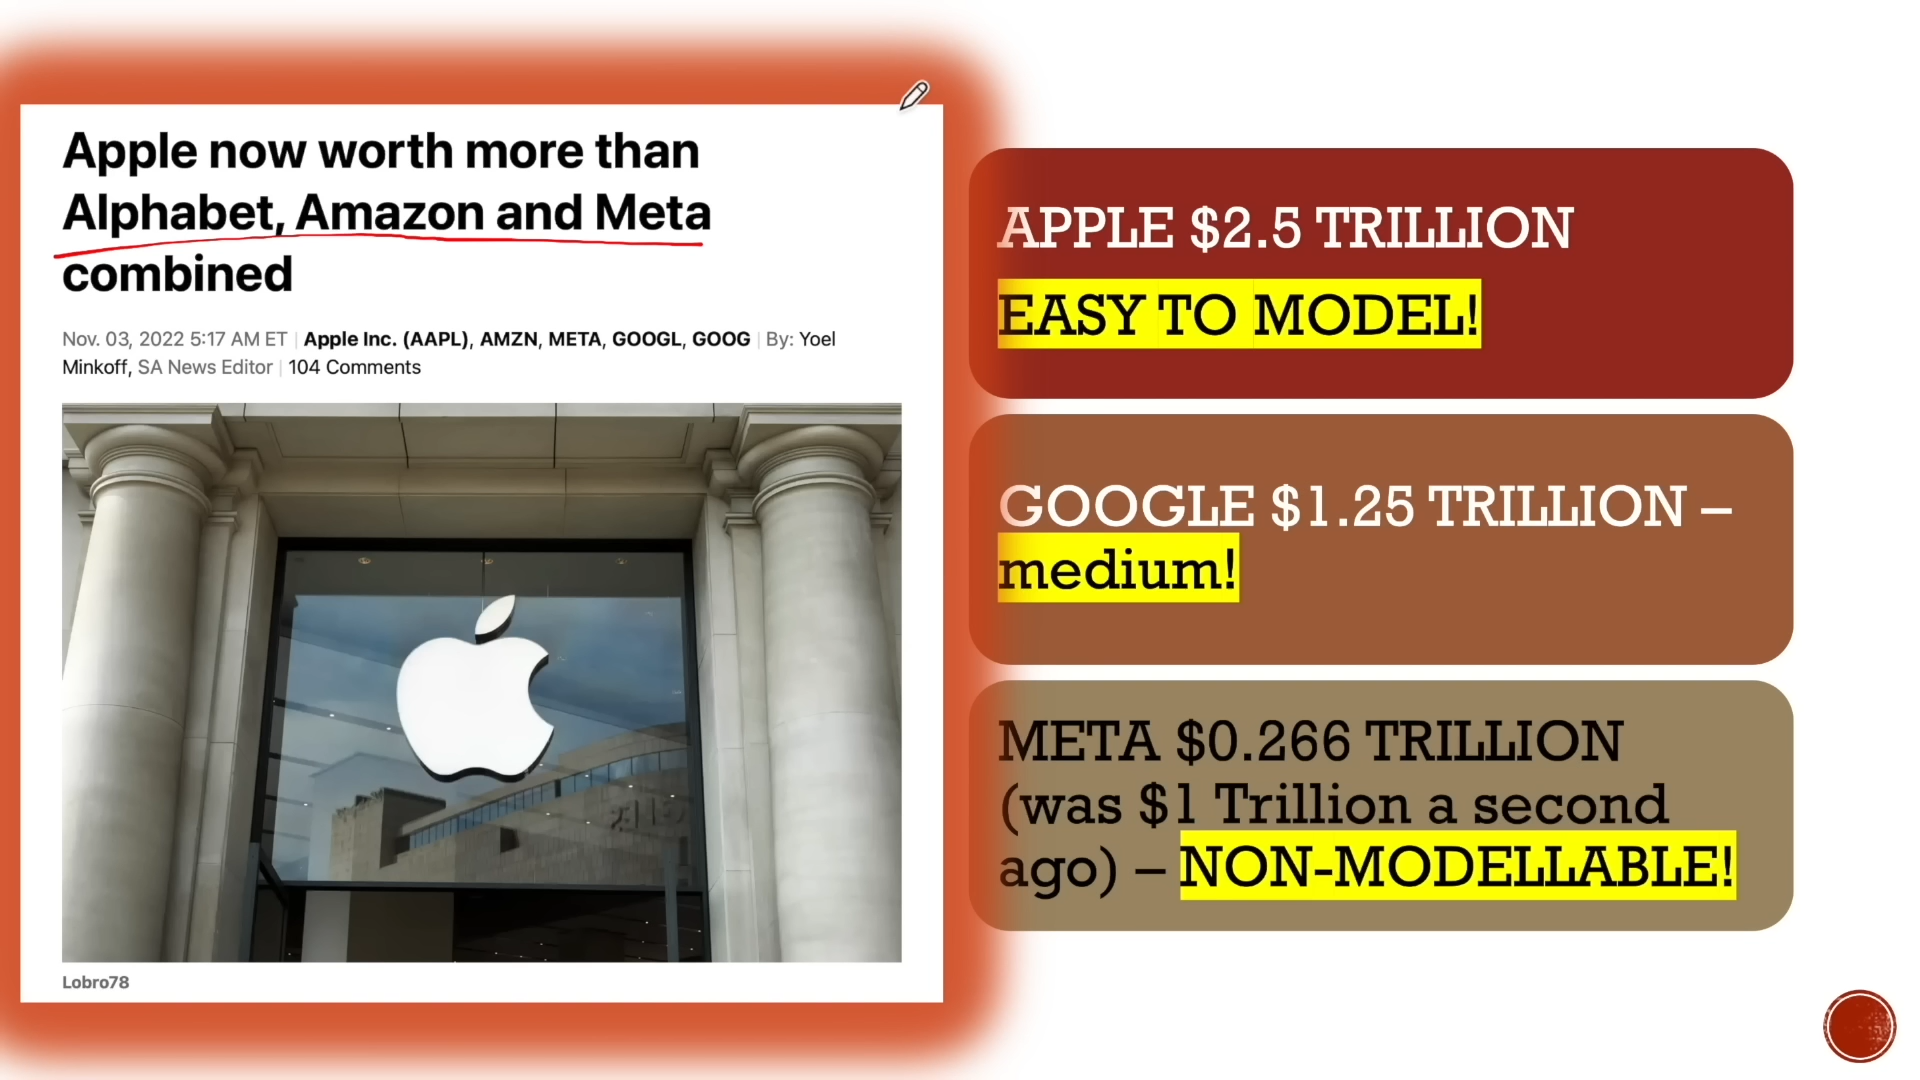 Apple now worth more than
Alphabet, Amazon and Meta
combined
Nov. 03, 2022 5:17 AM ET | Apple Inc. (AAPL), AMZN, META, GOOGL, GOOG | By: Yoel
Minkoff, SA News Editor | 104 Comments
Lobro78
APPLE $2.5 TRILLION
EASY TO MODEL!
GOOGLE $1.25 TRILLION –
medium!
META $0.266 TRILLION
(was $1 Trillion a second
ago) – NON-MODELLABLE!